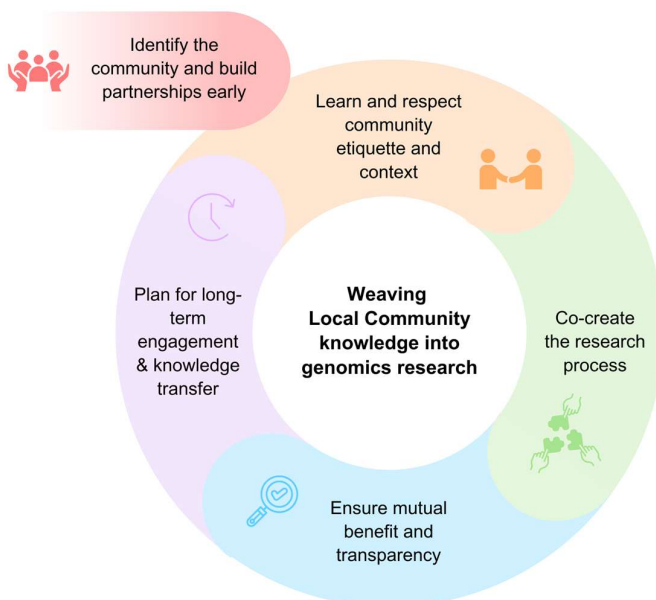 Identify the
community and build
partnerships early
Learn and respect
community
etiquette and
context
Co-create
the research
process
Ensure mutual
benefit and
transparency
Plan for long-
term
engagement
& knowledge
transfer
Weaving
Local Community
knowledge into
genomics research